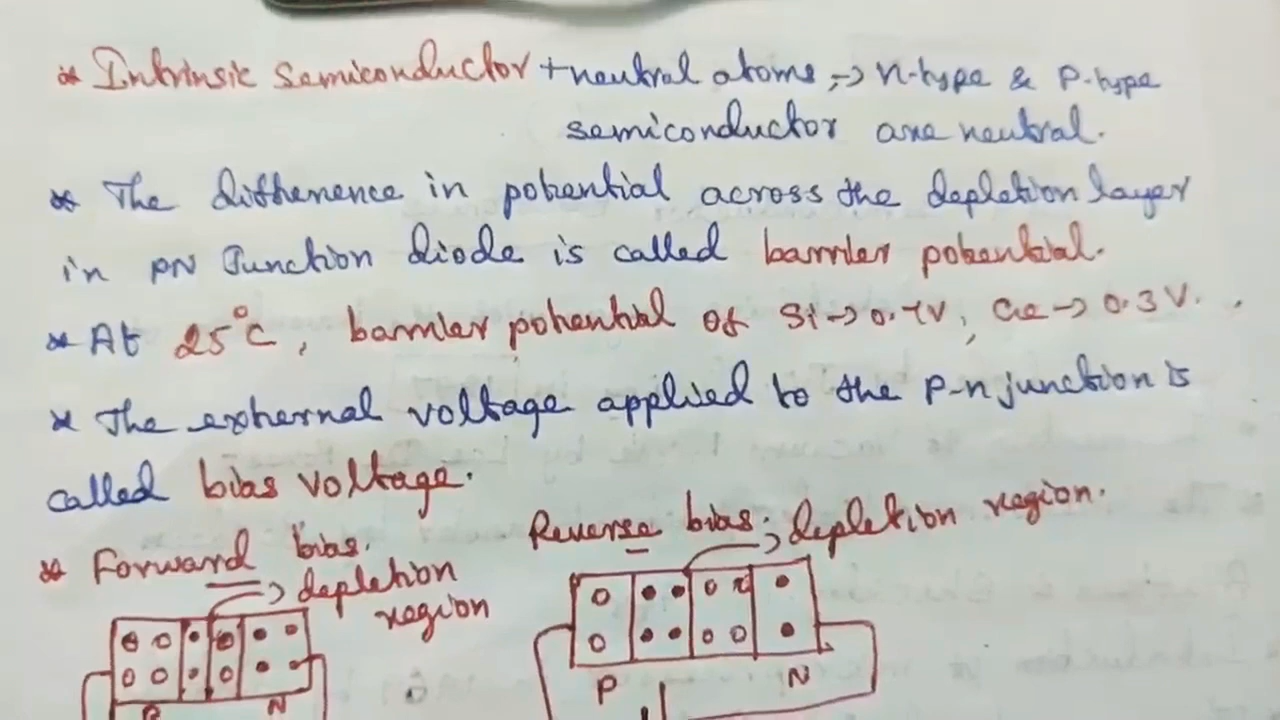 * Intrinsic semiconductor + neutral atoms, → n-type & p-type
semiconductor are neutral.
* The difference in potential across the depletion layer
in PN Junction diode is called barrier potential.
* At 25°C, barrier potential of Si → 0.7V, Ge → 0.3V.
* The external voltage applied to the p-n junction is
called bias voltage.
* Forward bias.
→ depletion
region
P
N
Reverse bias.
→ depletion region.
P
N